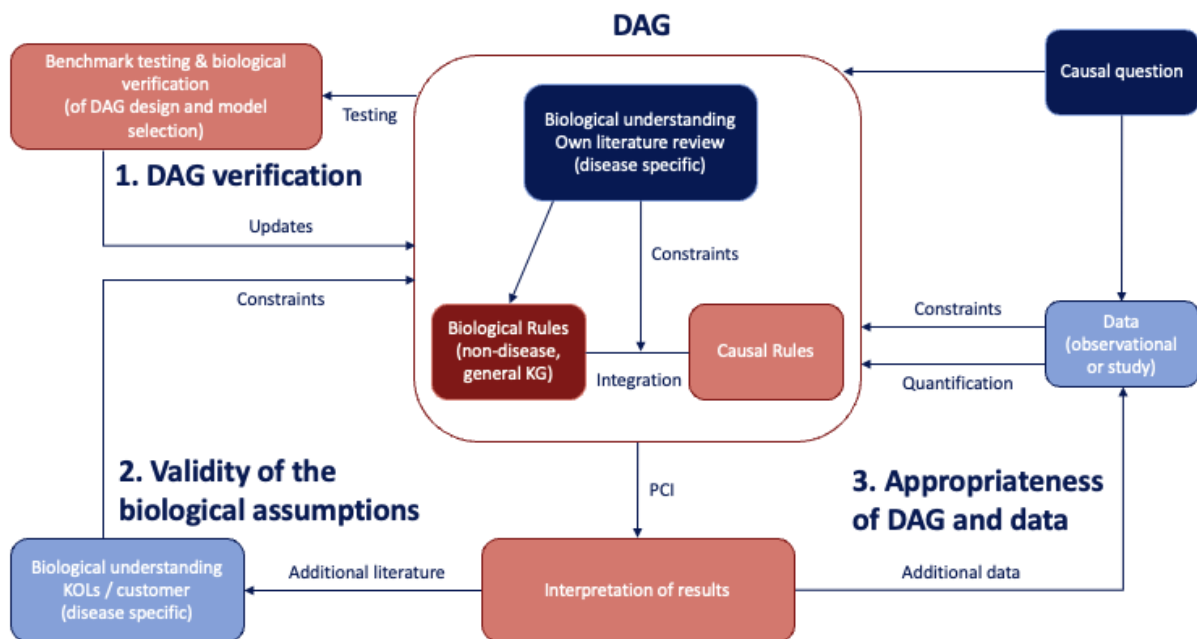 DAG
Benchmark testing & biological
verification
(of DAG design and model
selection)
Testing
Causal question
Biological understanding
Own literature review
(disease specific)
1. DAG verification
Updates
Constraints
Constraints
Constraints
Biological Rules
(non-disease,
general KG)
Integration
Causal Rules
Quantification
Data
(observational
or study)
2. Validity of the
biological assumptions
PCI
3. Appropriateness
of DAG and data
Biological understanding
KOLs / customer
(disease specific)
Additional literature
Interpretation of results
Additional data